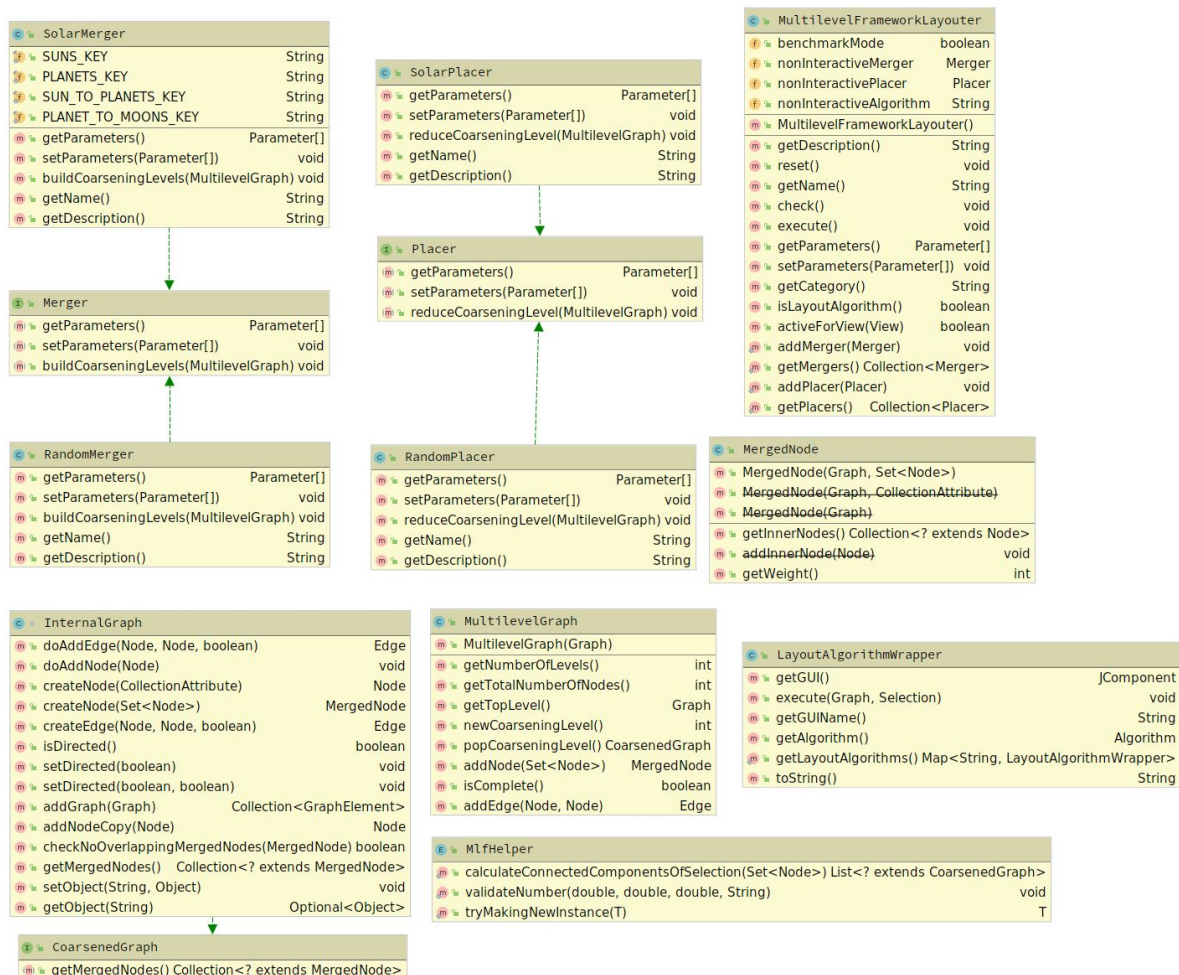 SolarMerger
SUNS_KEY String
PLANETS_KEY String
SUN_TO_PLANETS_KEY String
PLANET_TO_MOONS_KEY String
getParameters() Parameter[]
setParameters(Parameter[]) void
buildCoarseningLevels(MultilevelGraph) void
getName() String
getDescription() String
Merger
getParameters() Parameter[]
setParameters(Parameter[]) void
buildCoarseningLevels(MultilevelGraph) void
RandomMerger
getParameters() Parameter[]
setParameters(Parameter[]) void
buildCoarseningLevels(MultilevelGraph) void
getName() String
getDescription() String
SolarPlacer
getParameters() Parameter[]
setParameters(Parameter[]) void
reduceCoarseningLevel(MultilevelGraph) void
getName() String
getDescription() String
Placer
getParameters() Parameter[]
setParameters(Parameter[]) void
reduceCoarseningLevel(MultilevelGraph) void
RandomPlacer
getParameters() Parameter[]
setParameters(Parameter[]) void
reduceCoarseningLevel(MultilevelGraph) void
getName() String
getDescription() String
MultilevelFrameworkLayouter
benchmarkMode boolean
nonInteractiveMerger Merger
nonInteractivePlacer Placer
nonInteractiveAlgorithm String
MultilevelFrameworkLayouter()
getDescription() String
reset() void
getName() String
check() void
execute() void
getParameters() Parameter[]
setParameters(Parameter[]) void
getCategory() String
isLayoutAlgorithm() boolean
activeForView(View) boolean
addMerger(Merger) void
getMergers() Collection<Merger>
addPlacer(Placer) void
getPlacers() Collection<Placer>
MergedNode
MergedNode(Graph, Set<Node>)
MergedNode(Graph, CollectionAttribute)
MergedNode(Graph)
getInnerNodes() Collection<? extends Node>
addInnerNode(Node) void
getWeight() int
InternalGraph
doAddEdge(Node, Node, boolean) Edge
doAddNode(Node) void
createNode(CollectionAttribute) Node
createNode(Set<Node>) MergedNode
createEdge(Node, Node, boolean) Edge
isDirected() boolean
setDirected(boolean) void
setDirected(boolean, boolean) void
addGraph(Graph) Collection<GraphElement>
addNodeCopy(Node) Node
checkNoOverlappingMergedNodes(MergedNode) boolean
getMergedNodes() Collection<? extends MergedNode>
setObject(String, Object) void
getObject(String) Optional<Object>
CoarsenedGraph
getMergedNodes() Collection<? extends MergedNode>
MultilevelGraph
MultilevelGraph(Graph)
getNumberOfLevels() int
getTotalNumberOfNodes() int
getTopLevel() Graph
newCoarseningLevel() int
popCoarseningLevel() CoarsenedGraph
addNode(Set<Node>) MergedNode
isComplete() boolean
addEdge(Node, Node) Edge
LayoutAlgorithmWrapper
getGUI() JComponent
execute(Graph, Selection) void
getGUIName() String
getAlgorithm() Algorithm
getLayoutAlgorithms() Map<String, LayoutAlgorithmWrapper>
toString() String
MlfHelper
calculateConnectedComponentsOfSelection(Set<Node>) List<? extends CoarsenedGraph>
validateNumber(double, double, double, String) void
tryMakingNewInstance(T) T